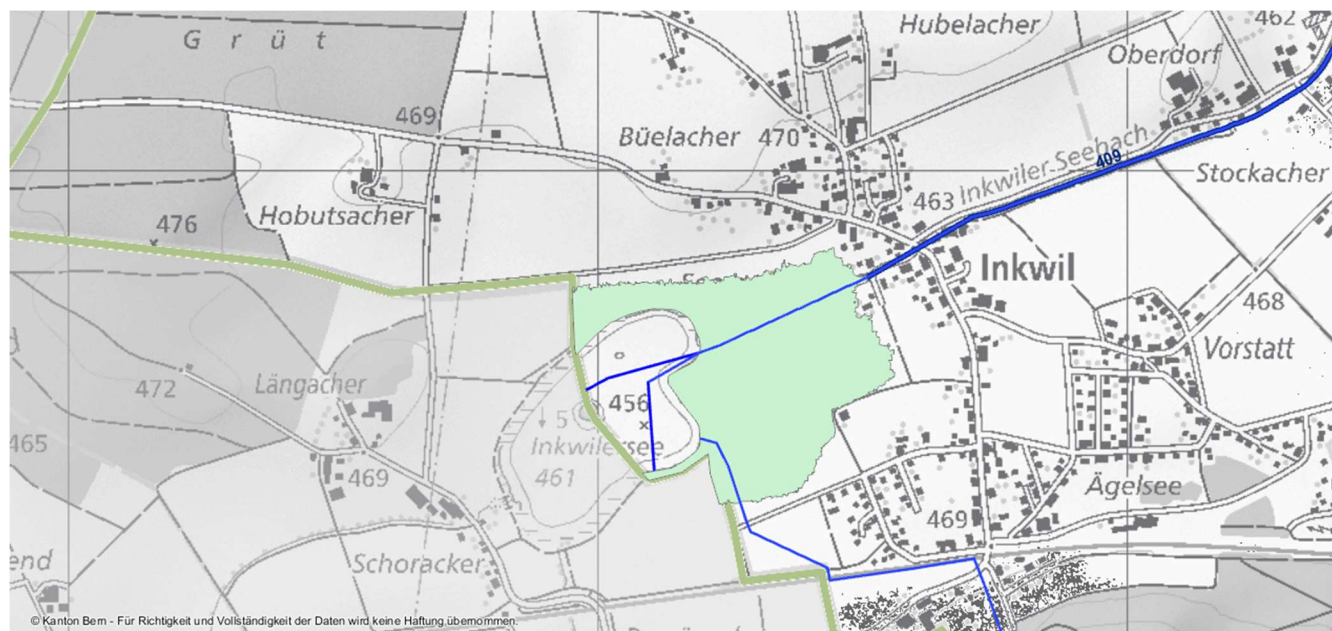 Grüt
Hubelacher
462
Oberdorf
469
Büelacher
470
Inkwiler Seebach
409
Stockacher
463
Hobutsacher
476
Inkwil
468
Vorstatt
472
Längacher
456
5
Inkwilersee
461
465
469
Ägelsee
469
Schoracker
end
© Kanton Bern - Für Richtigkeit und Vollständigkeit der Daten wird keine Haftung übernommen.